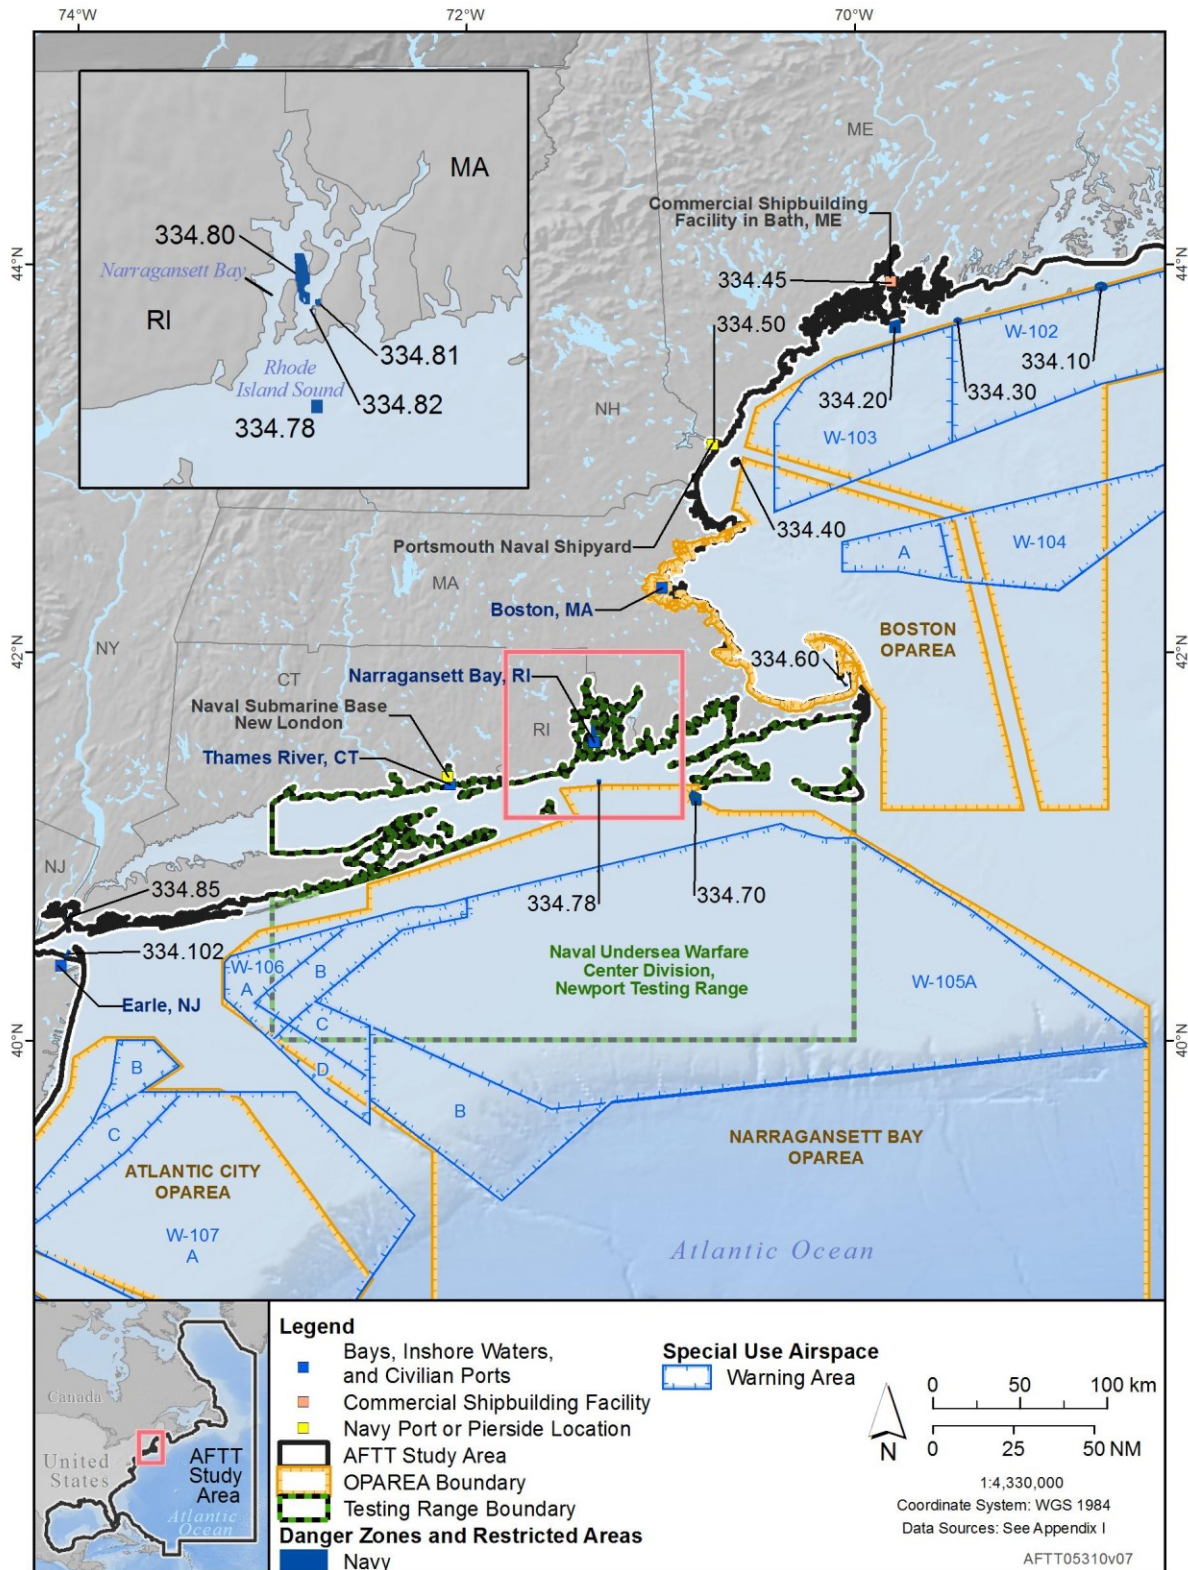 74°W
72°W
70°W
44°N
42°N
40°N
44°N
42°N
40°N
MA
334.80
Narragansett Bay
RI
334.81
Rhode
Island Sound
334.82
334.78
ME
Commercial Shipbuilding
Facility in Bath, ME
334.45
334.50
W-102
334.10
334.20
334.30
NH
W-103
334.40
Portsmouth Naval Shipyard
A
W-104
MA
Boston, MA
BOSTON
OPAREA
NY
334.60
CT
Narragansett Bay, RI
Naval Submarine Base
New London
RI
Thames River, CT
NJ
334.85
334.78
334.70
334.102
Naval Undersea Warfare
Center Division,
Newport Testing Range
W-106
A
B
W-105A
Earle, NJ
C
D
B
B
C
NARRAGANSETT BAY
OPAREA
ATLANTIC CITY
OPAREA
W-107
A
Atlantic Ocean
Canada
United
States
AFTT
Study
Area
Atlantic
Ocean
Legend
Bays, Inshore Waters,
and Civilian Ports
Commercial Shipbuilding Facility
Navy Port or Pierside Location
AFTT Study Area
OPAREA Boundary
Testing Range Boundary
Danger Zones and Restricted Areas
Navy
Special Use Airspace
Warning Area
N
0 50 100 km
0 25 50 NM
1:4,330,000
Coordinate System: WGS 1984
Data Sources: See Appendix I
AFTT05310v07